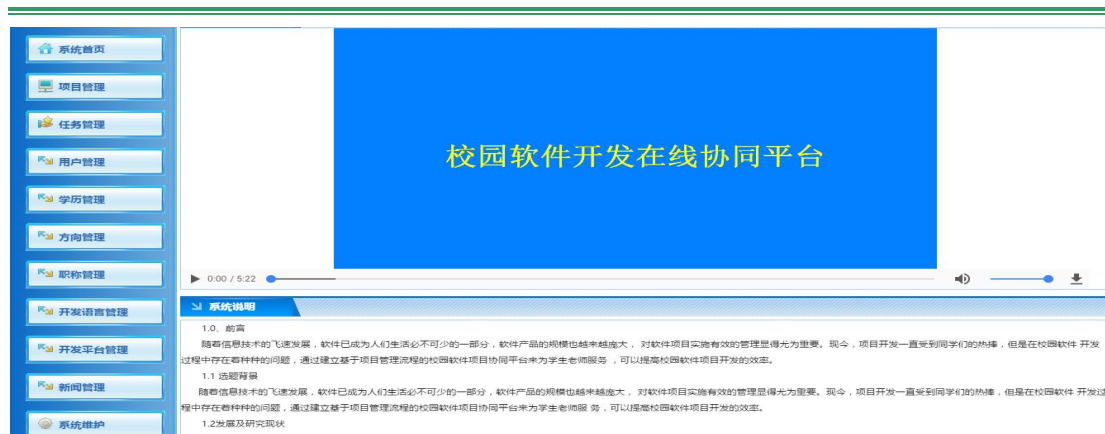 系统首页
项目管理
任务管理
用户管理
学历管理
方向管理
职称管理
开发语言管理
开发平台管理
新闻管理
系统维护
校园软件开发在线协同平台
0:00 / 5:22
系统说明
1.0、前言
随着信息技术的飞速发展，软件已成为人们生活必不可少的一部分，软件产品的规模也越来越庞大， 对软件项目实施有效的管理显得尤为重要。现今，项目开发一直受到同学们的热捧，但是在校园软件 开发
过程中存在着种种的问题，通过建立基于项目管理流程的校园软件项目协同平台来为学生老师服务 ，可以提高校园软件项目开发的效率。
1.1 选题背景
随着信息技术的飞速发展，软件已成为人们生活必不可少的一部分，软件产品的规模也越来越庞大， 对软件项目实施有效的管理显得尤为重要。现今，项目开发一直受到同学们的热捧，但是在校园软件 开发过
程中存在着种种的问题，通过建立基于项目管理流程的校园软件项目协同平台来为学生老师服 务，可以提高校园软件项目开发的效率。
1.2发展及研究现状